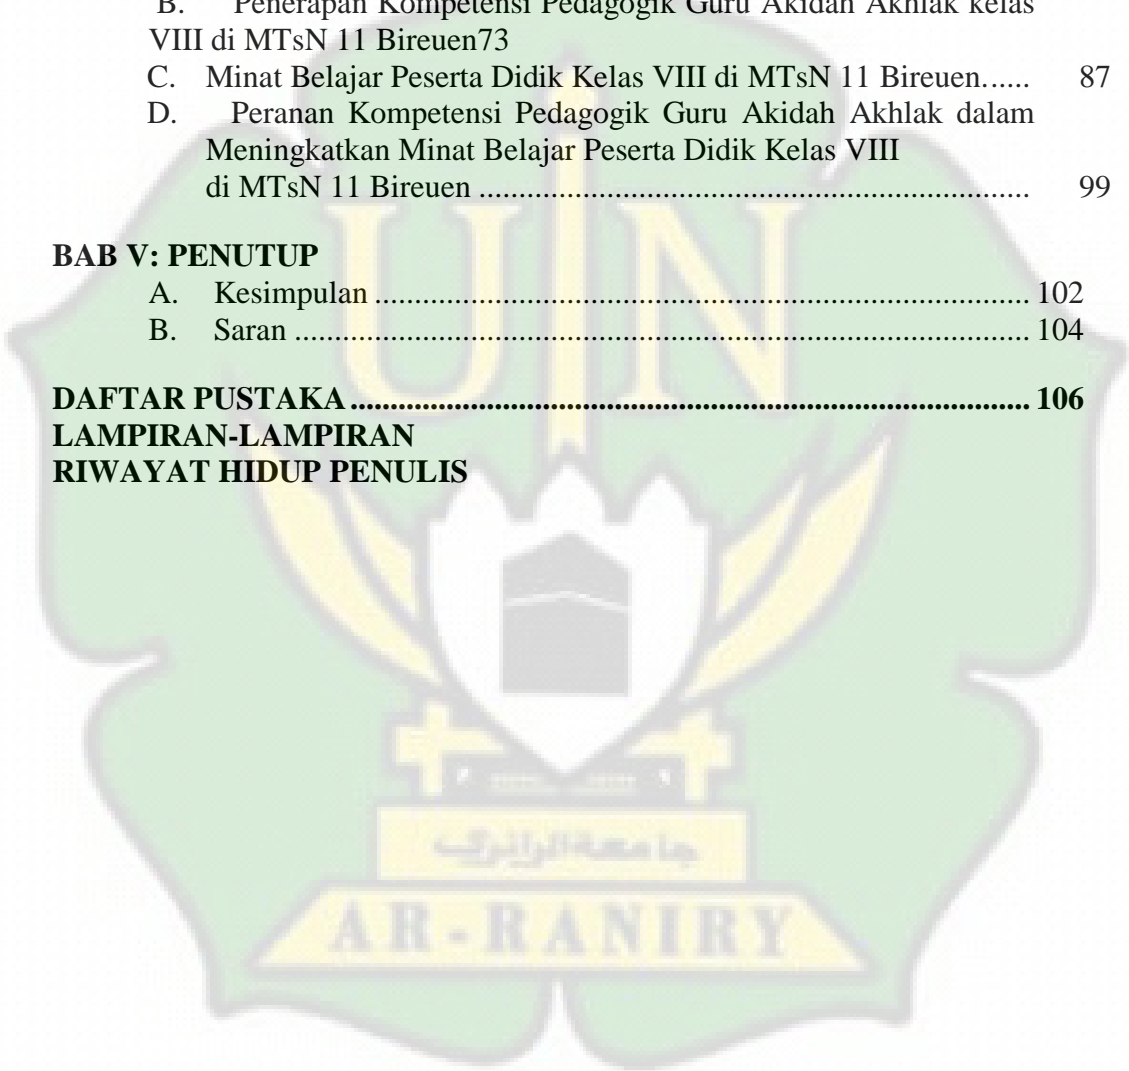 B. Penerapan Kompetensi Pedagogik Guru Akidah Akhlak kelas
VIII di MTsN 11 Bireuen73
C. Minat Belajar Peserta Didik Kelas VIII di MTsN 11 Bireuen...... 87
D. Peranan Kompetensi Pedagogik Guru Akidah Akhlak dalam
Meningkatkan Minat Belajar Peserta Didik Kelas VIII
di MTsN 11 Bireuen ...................................................................... 99
BAB V: PENUTUP
A. Kesimpulan ................................................................................... 102
B. Saran ............................................................................................. 104
DAFTAR PUSTAKA ...................................................................................... 106
LAMPIRAN-LAMPIRAN
RIWAYAT HIDUP PENULIS
UIN
جامعة الرانري
AR-RANIRY